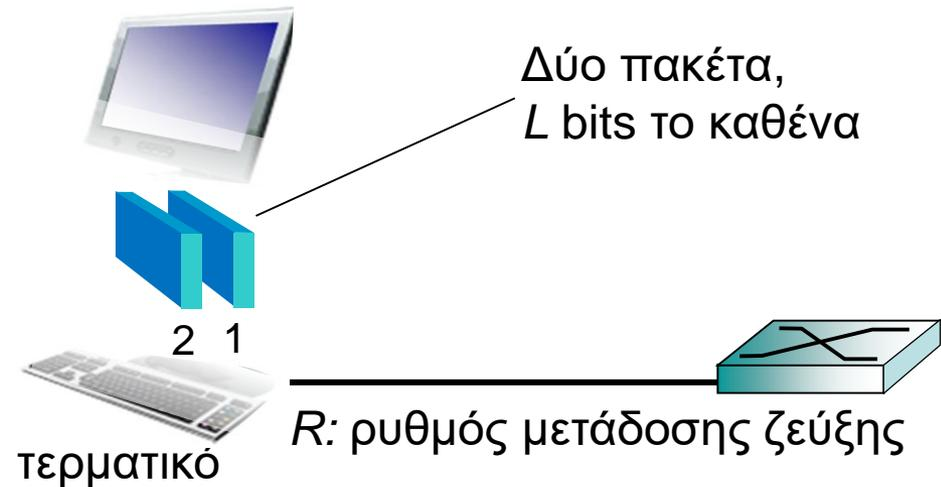 Δύο πακέτα,
L bits το καθένα
2 1
R: ρυθμός μετάδοσης ζεύξης
τερματικό